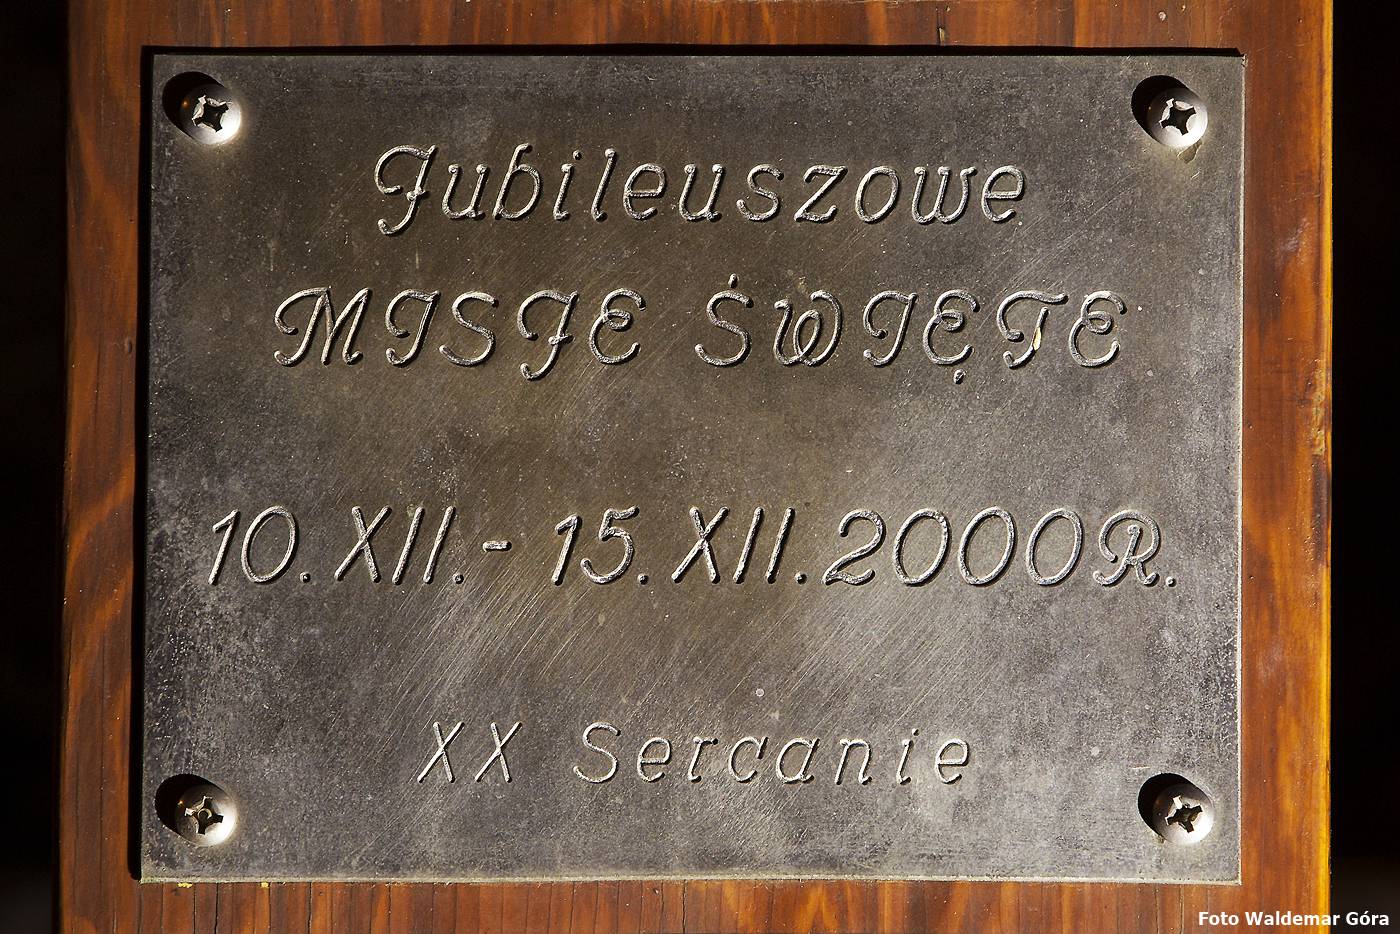 Jubileuszowe
MISJE ŚWIĘTE
10. XII. - 15. XII. 2000R.
XX Sercanie
Foto Waldemar Góra